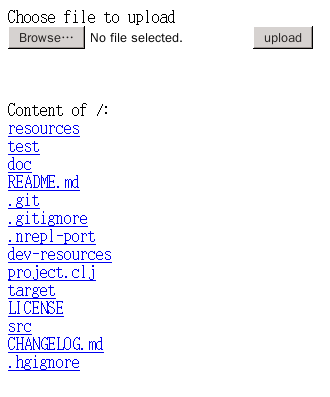 Choose file to upload
Browse… No file selected. upload
Content of /:
resources
test
doc
README.md
.git
.gitignore
.nrepl-port
dev-resources
project.clj
target
LICENSE
src
CHANGELOG.md
.hgignore